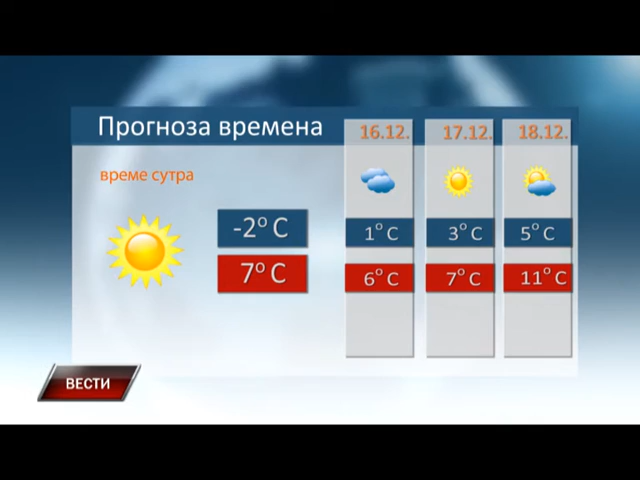 Прогноза времена
време сутра
-2° C
7° C
16.12.
1° C
6° C
17.12.
3° C
7° C
18.12.
5° C
11° C
ВЕСТИ